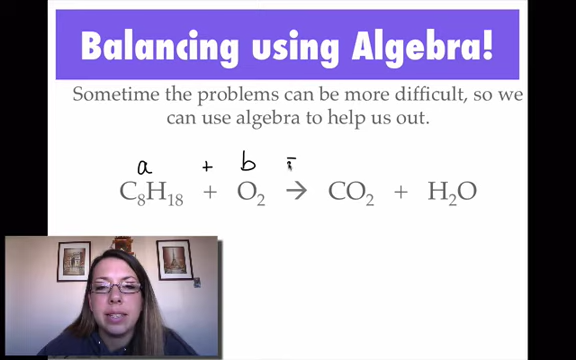 Balancing using Algebra!
Sometime the problems can be more difficult, so we
can use algebra to help us out.
a + b =
C₈H₁₈ + O₂ → CO₂ + H₂O